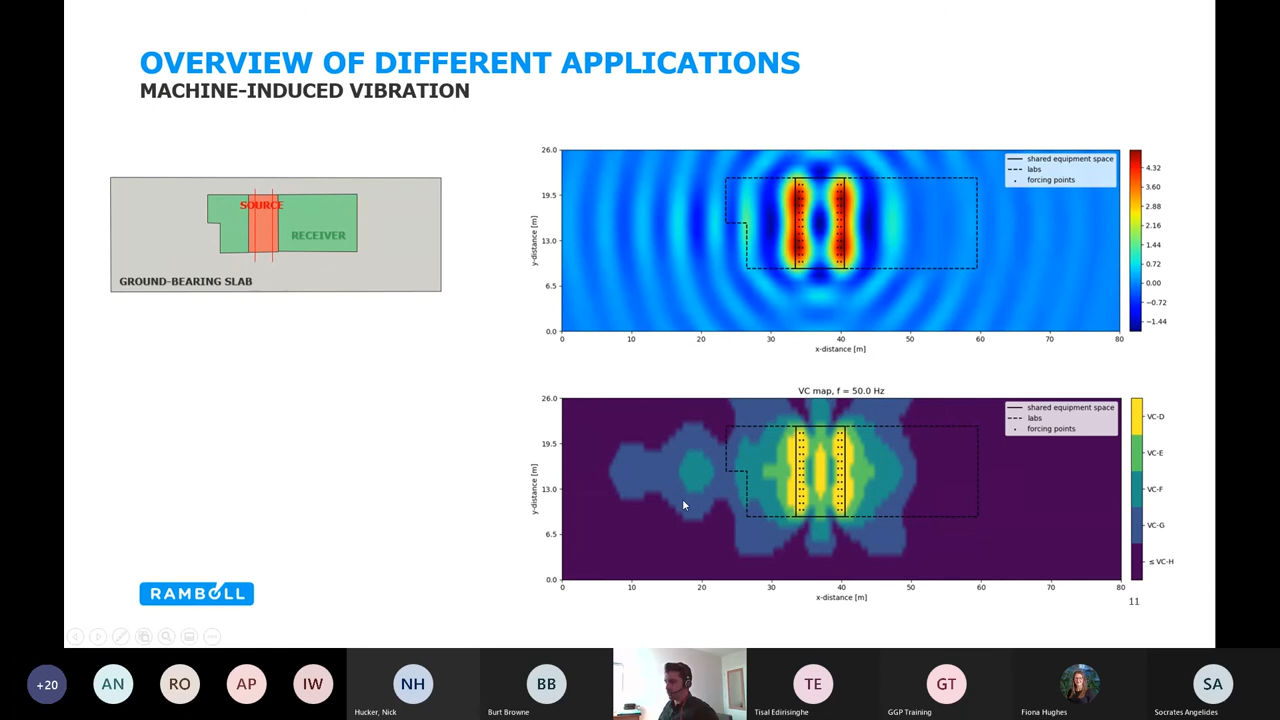 OVERVIEW OF DIFFERENT APPLICATIONS
MACHINE-INDUCED VIBRATION
SOURCE
RECEIVER
GROUND-BEARING SLAB
26.0
19.5
13.0
6.5
0.0
y-distance [m]
0 10 20 30 40 50 60 70 80
x-distance [m]
shared equipment space
labs
forcing points
4.32
3.60
2.88
2.16
1.44
0.72
0.00
−0.72
−1.44
VC map, f = 50.0 Hz
26.0
19.5
13.0
6.5
0.0
y-distance [m]
0 10 20 30 40 50 60 70 80
x-distance [m]
shared equipment space
labs
forcing points
VC-D
VC-E
VC-F
VC-G
≤ VC-H
11
RAMBOLL
+20
AN
RO
AP
IW
NH
Hucker, Nick
BB
Burt Browne
TE
Tisal Edirisinghe
GT
GGP Training
Fiona Hughes
SA
Socrates Angelides